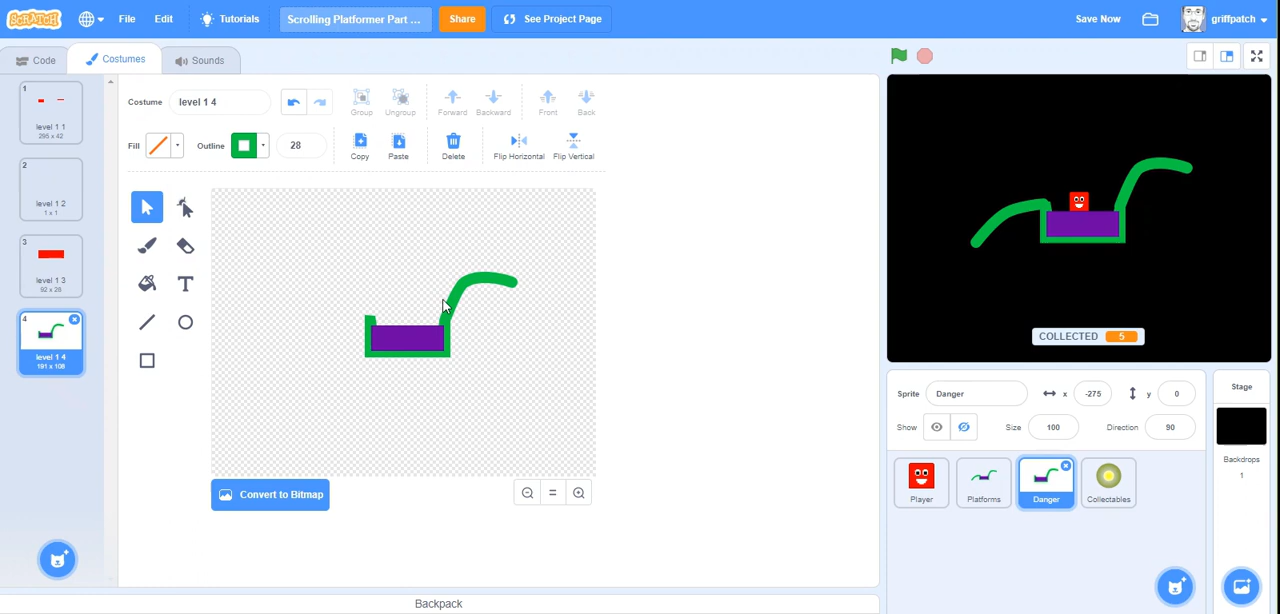 SCRATCH File Edit Tutorials Scrolling Platformer Part ... Share See Project Page Save Now griffpatch
Code Costumes Sounds
1
level 1 1
295 x 42
2
level 1 2
1 x 1
3
level 1 3
92 x 28
4
level 1 4
191 x 108
Costume level 1 4 Group Ungroup Forward Backward Front Back
Fill Outline 28 Copy Paste Delete Flip Horizontal Flip Vertical
T
Convert to Bitmap
COLLECTED 5
Sprite Danger x -275 y 0
Show Size 100 Direction 90
Player Platforms Danger Collectables
Stage
Backdrops
1
Backpack